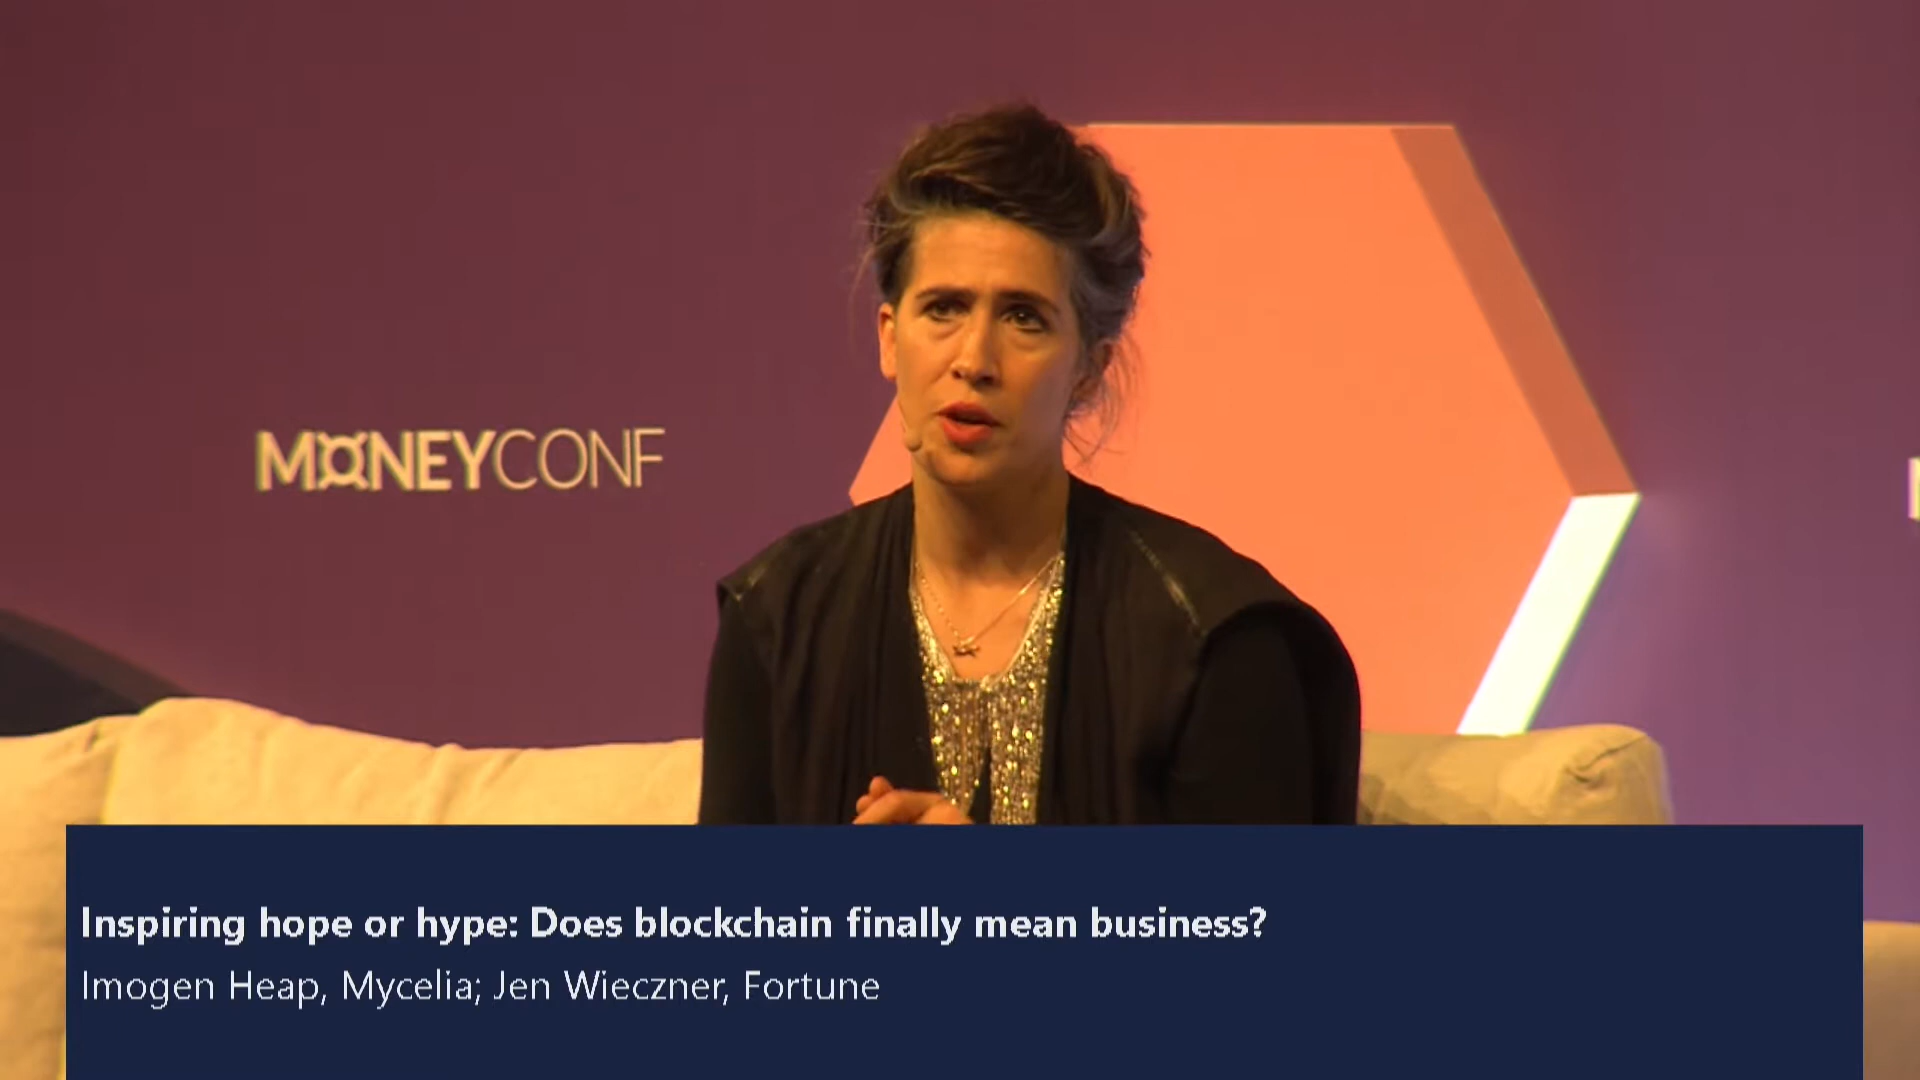 MONEYCONF
Inspiring hope or hype: Does blockchain finally mean business?
Imogen Heap, Mycelia; Jen Wieczner, Fortune